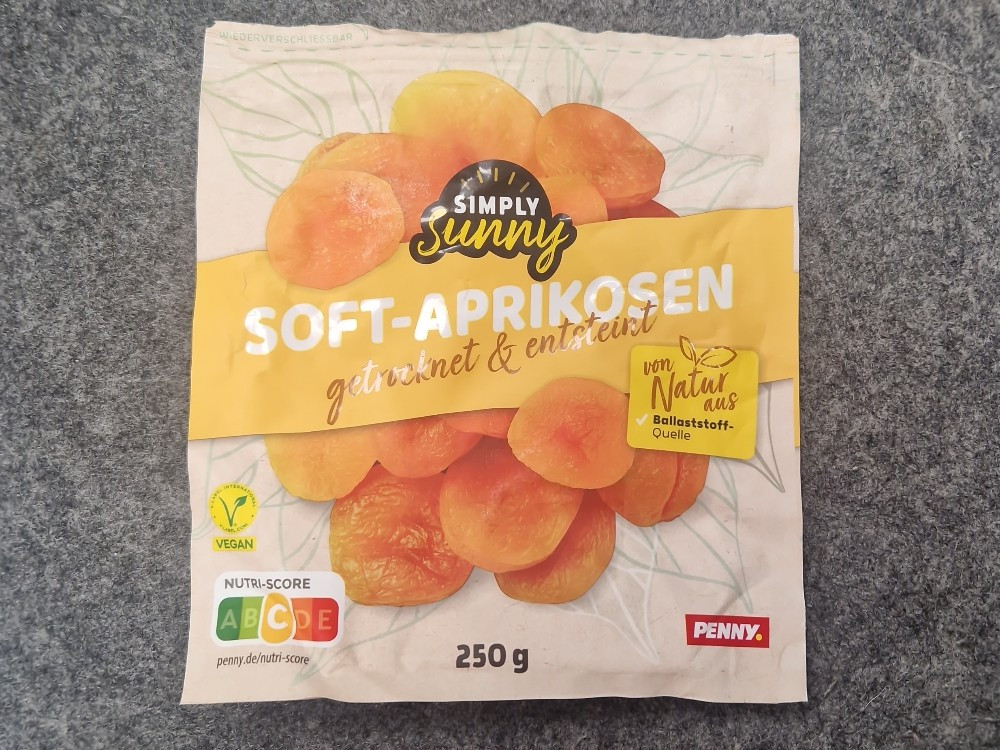 WIEDERVERSCHLIESSBAR
SIMPLY
Sunny
SOFT-APRIKOSEN
getrocknet & entsteint
von
Natur
aus
✓ Ballaststoff-
Quelle
VEGAN
NUTRI-SCORE
A B C D E
penny.de/nutri-score
250 g
PENNY.